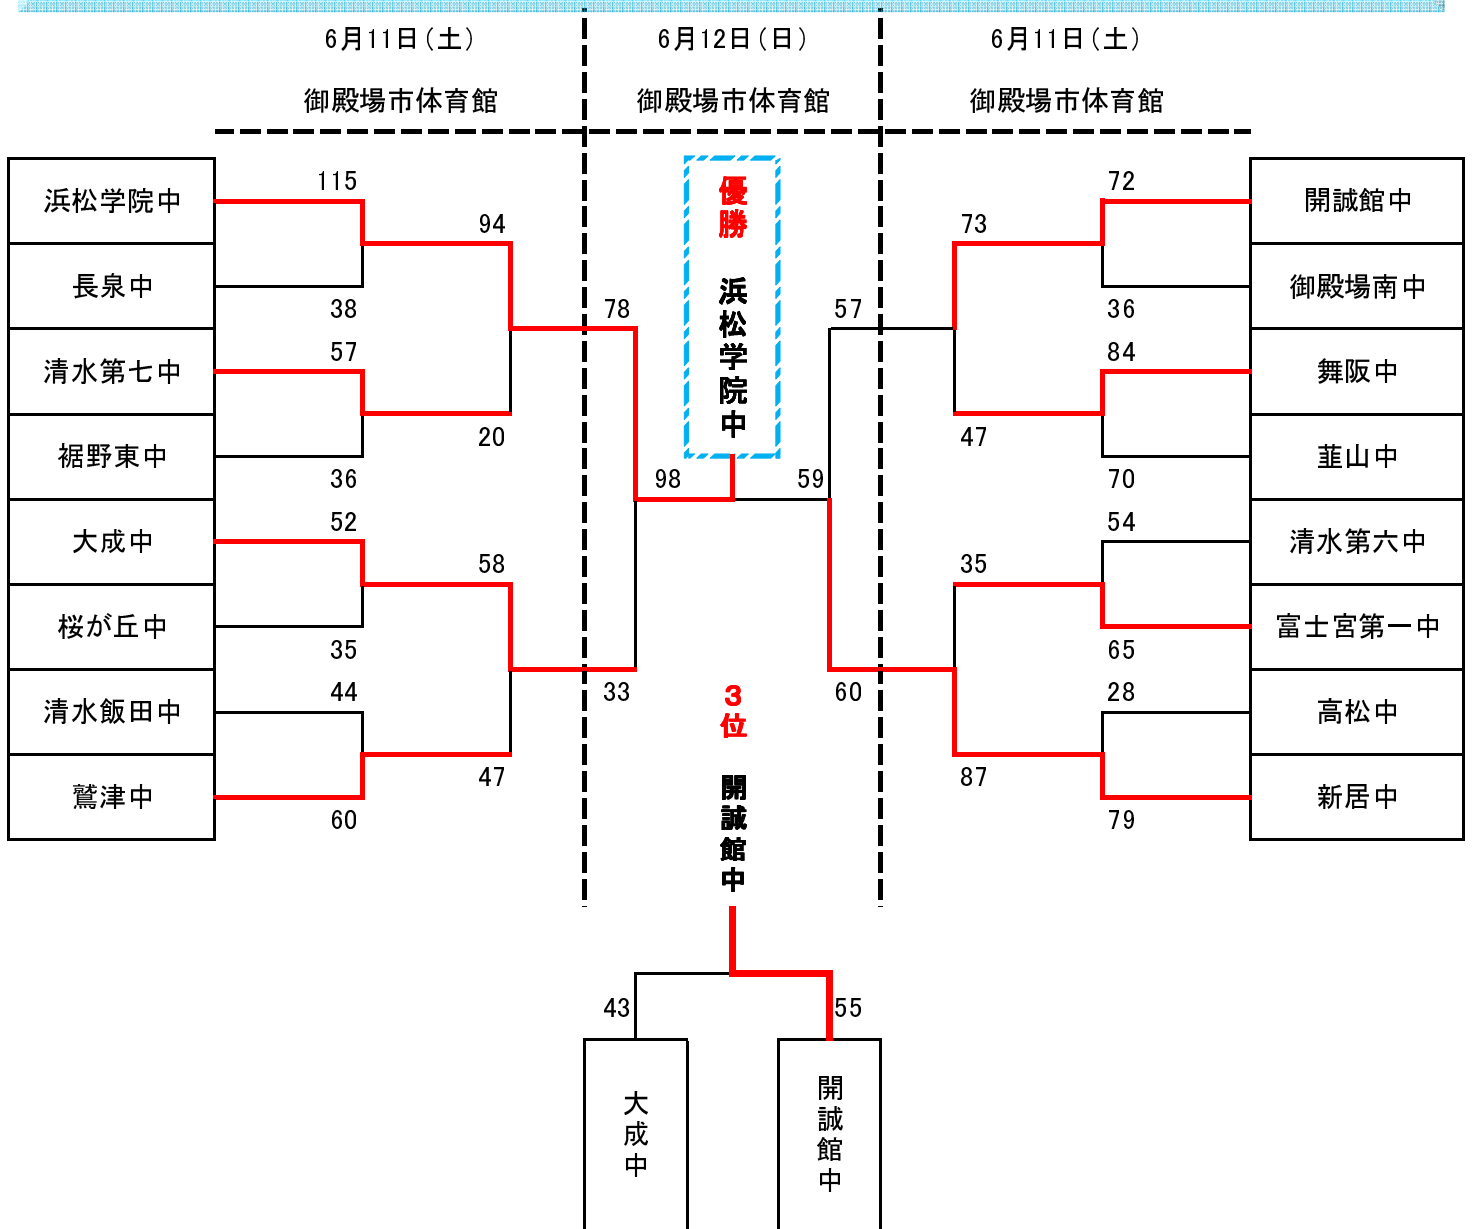 6月11日(土)
6月12日(日)
6月11日(土)
御殿場市体育館
御殿場市体育館
御殿場市体育館
浜松学院中
長泉中
清水第七中
裾野東中
大成中
桜が丘中
清水飯田中
鷲津中
115
38
57
36
52
35
44
60
94
20
58
47
78
33
98
優勝 浜松学院中
59
57
60
73
47
35
87
72
36
84
70
54
65
28
79
開誠館中
御殿場南中
舞阪中
韮山中
清水第六中
富士宮第一中
高松中
新居中
3位 開誠館中
43
55
大成中
開誠館中